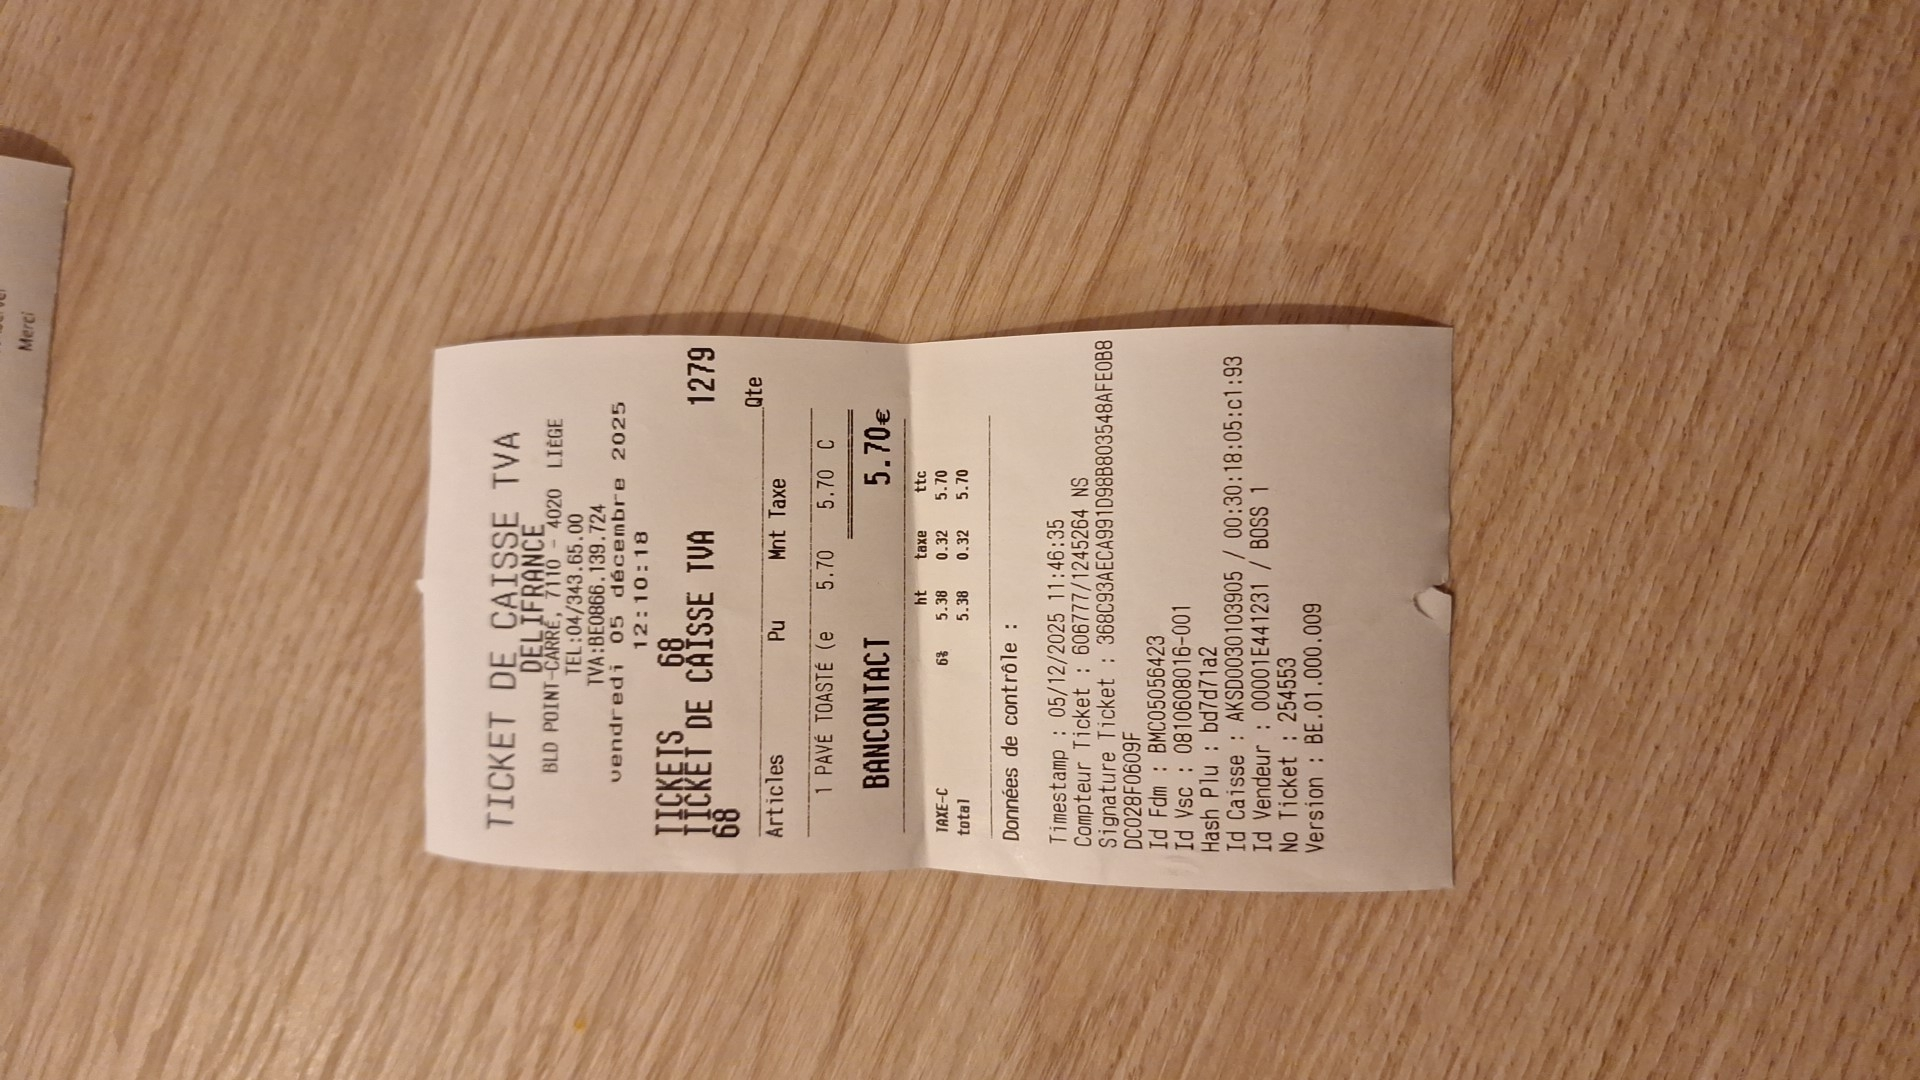 TICKET DE CAISSE TVA
DELIFRANCE
BLD POINT-CARRÉ, 7110 - 4020 LIÈGE
TEL:04/343.65.00
TVA:BE0866.139.724
vendredi 05 décembre 2025
12:10:18
TICKETS 68
TICKET DE CAISSE TVA 1279
68
Articles Pu Mnt Taxe Qte
1 PAVÉ TOASTÉ (e 5.70 5.70 C
BANCONTACT 5.70€
ht taxe ttc
TAXE-C 6% 5.38 0.32 5.70
total 5.38 0.32 5.70
Données de contrôle :
Timestamp : 05/12/2025 11:46:35
Compteur Ticket : 606777/1245264 NS
Signature Ticket : 368C93AECA991D9BB803548AFE0B8
DC028F0609F
Id Fdm : BMC05056423
Id Vsc : 0810608016-001
Hash Plu : bd7d71a2
Id Caisse : AKSD00030103905 / 00:30:18:05:c1:93
Id Vendeur : 00001E4412311 / BOSS 1
No Ticket : 254553
Version : BE.01.000.009
Merci